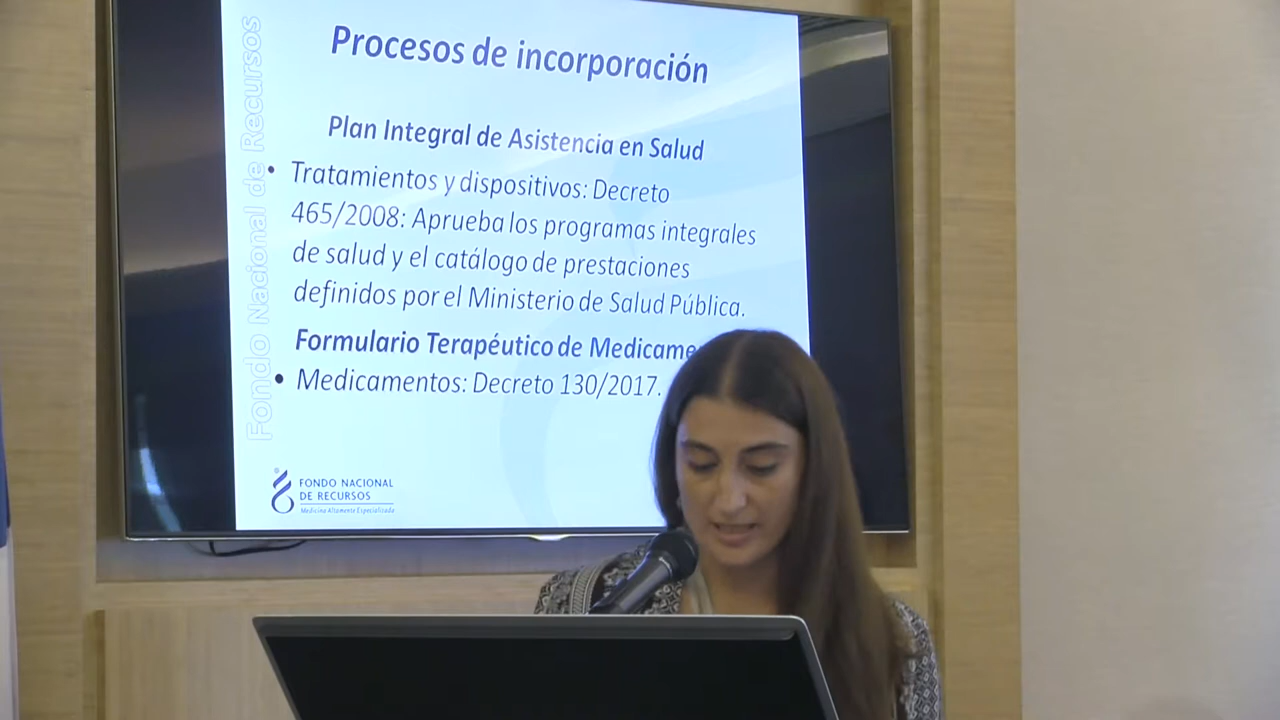 Procesos de incorporación
Plan Integral de Asistencia en Salud
• Tratamientos y dispositivos: Decreto
465/2008: Aprueba los programas integrales
de salud y el catálogo de prestaciones
definidos por el Ministerio de Salud Pública.
Formulario Terapéutico de Medicame
• Medicamentos: Decreto 130/2017.
Fondo Nacional de Recursos
FONDO NACIONAL
DE RECURSOS
Medicina Altamente Especializada